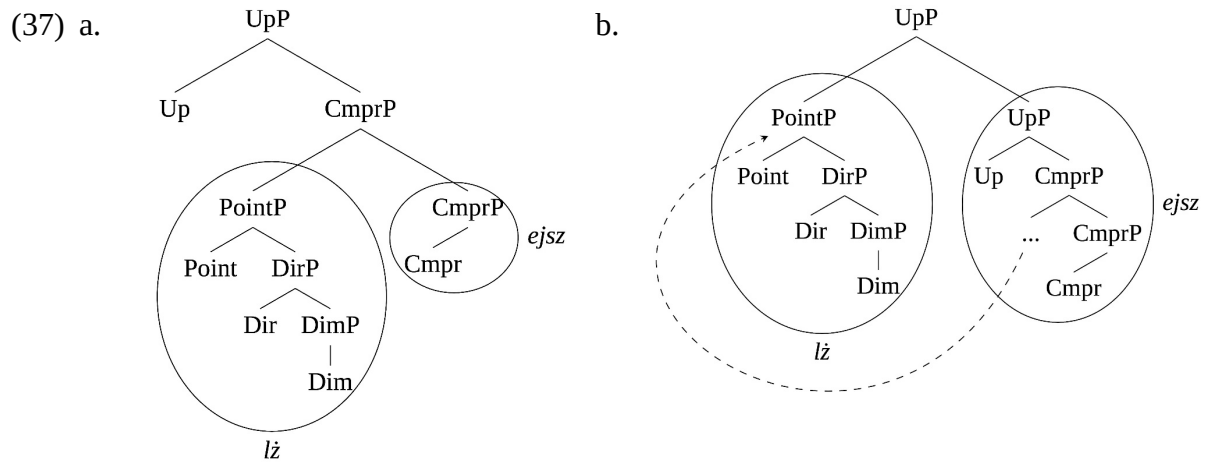 (37) a.
UpP
Up CmprP
PointP CmprP
Point DirP Cmpr
ejsz
Dir DimP
Dim
lż
b.
UpP
PointP UpP
Point DirP Up CmprP
Dir DimP ... CmprP
ejsz
Dim Cmpr
lż